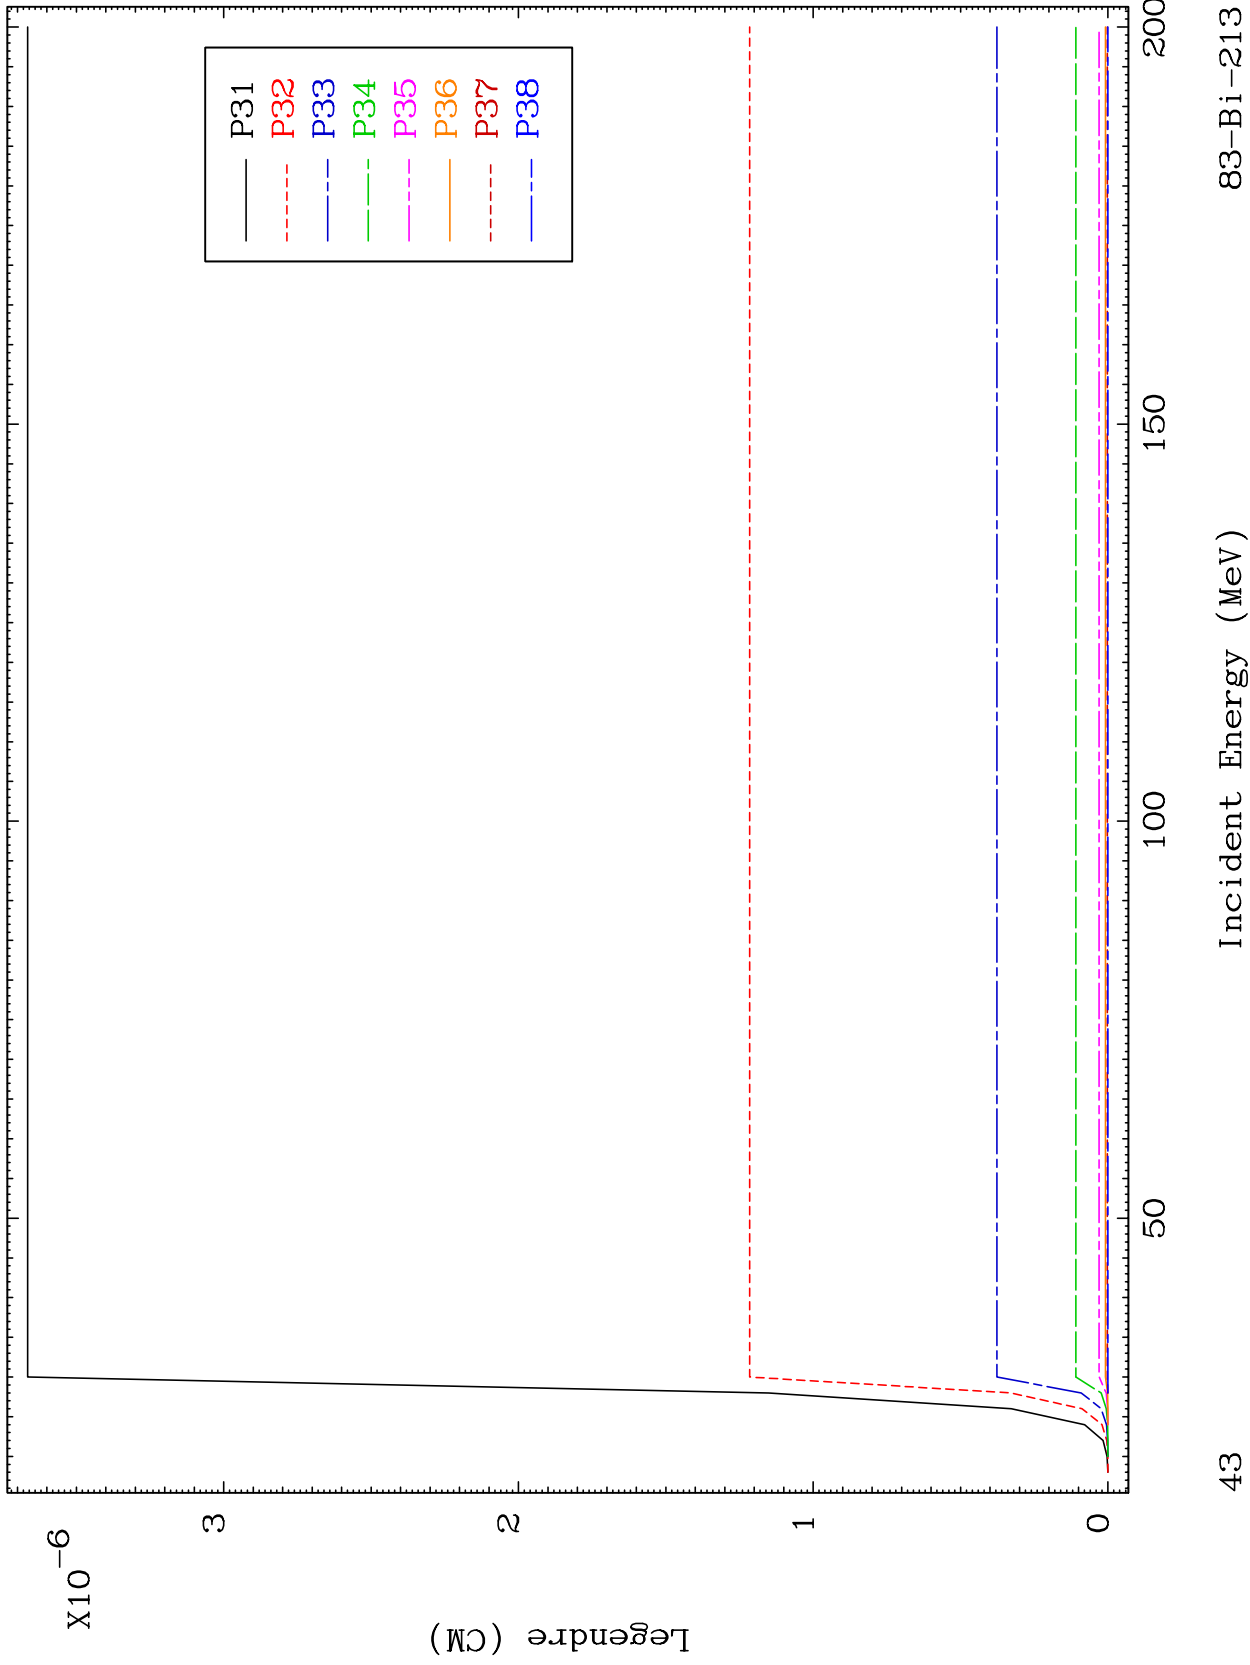 X10
-6
3
2
1
0
Legendre (CM)
P31
P32
P33
P34
P35
P36
P37
P38
50
100
150
200
Incident Energy (MeV)
43
83-Bi-213